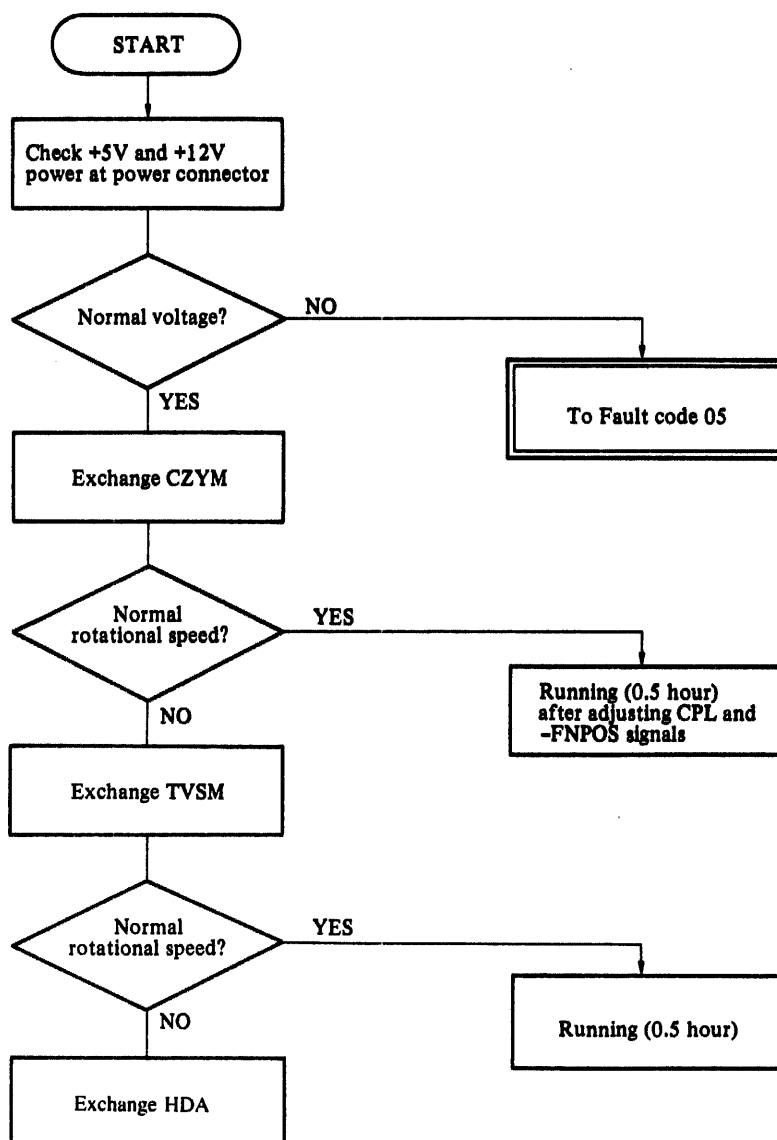 START
Check +5V and +12V
power at power connector
Normal voltage?
NO
YES
To Fault code 05
Exchange CZYM
Normal
rotational speed?
YES
NO
Running (0.5 hour)
after adjusting CPL and
-FNPOS signals
Exchange TVSM
Normal
rotational speed?
YES
NO
Running (0.5 hour)
Exchange HDA